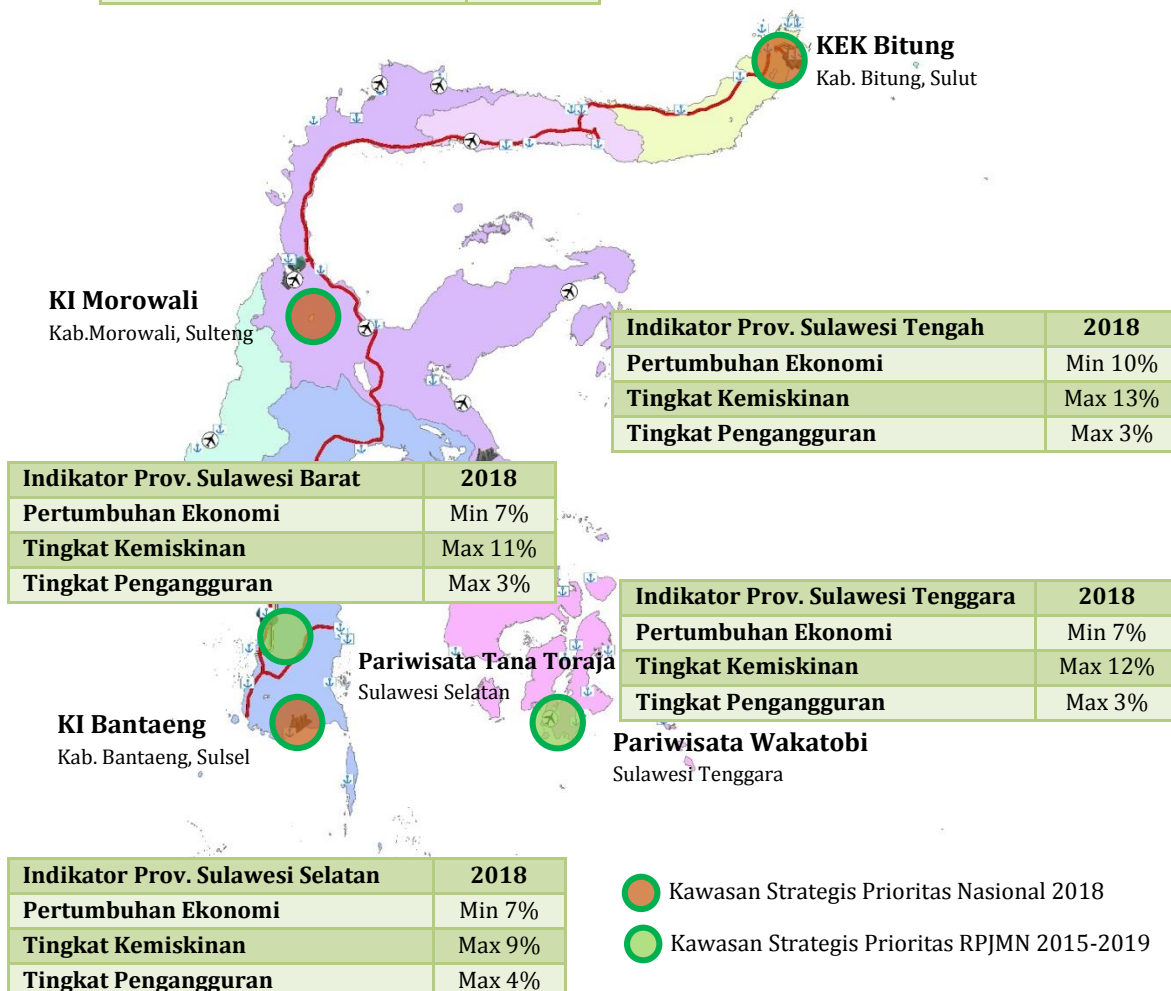 KEK Bitung
Kab. Bitung, Sulut
KI Morowali
Kab.Morowali, Sulteng
Indikator Prov. Sulawesi Tengah 2018
Pertumbuhan Ekonomi Min 10%
Tingkat Kemiskinan Max 13%
Tingkat Pengangguran Max 3%
Indikator Prov. Sulawesi Barat 2018
Pertumbuhan Ekonomi Min 7%
Tingkat Kemiskinan Max 11%
Tingkat Pengangguran Max 3%
Indikator Prov. Sulawesi Tenggara 2018
Pertumbuhan Ekonomi Min 7%
Tingkat Kemiskinan Max 12%
Tingkat Pengangguran Max 3%
Pariwisata Tana Toraja
Sulawesi Selatan
KI Bantaeng
Kab. Bantaeng, Sulsel
Pariwisata Wakatobi
Sulawesi Tenggara
Indikator Prov. Sulawesi Selatan 2018
Pertumbuhan Ekonomi Min 7%
Tingkat Kemiskinan Max 9%
Tingkat Pengangguran Max 4%
Kawasan Strategis Prioritas Nasional 2018
Kawasan Strategis Prioritas RPJMN 2015-2019